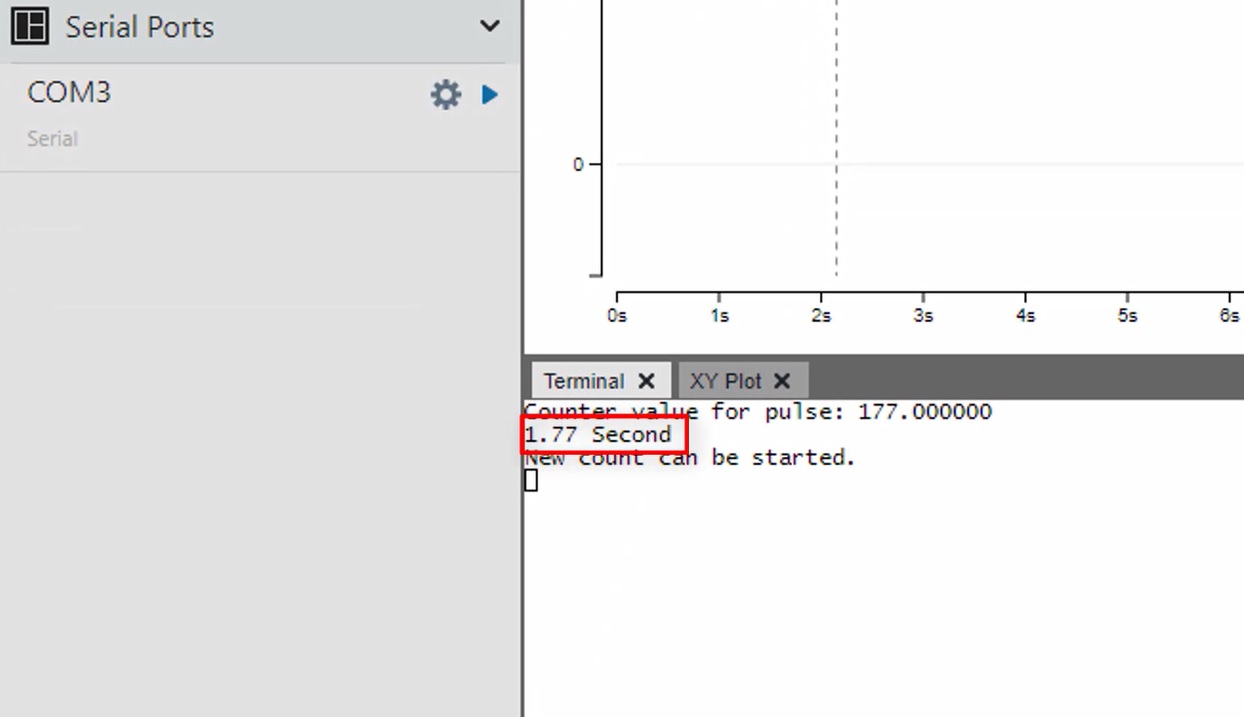 Serial Ports
COM3
Serial
0
0s 1s 2s 3s 4s 5s 6s
Terminal XY Plot
Counter value for pulse: 177.000000
1.77 Second
New count can be started.